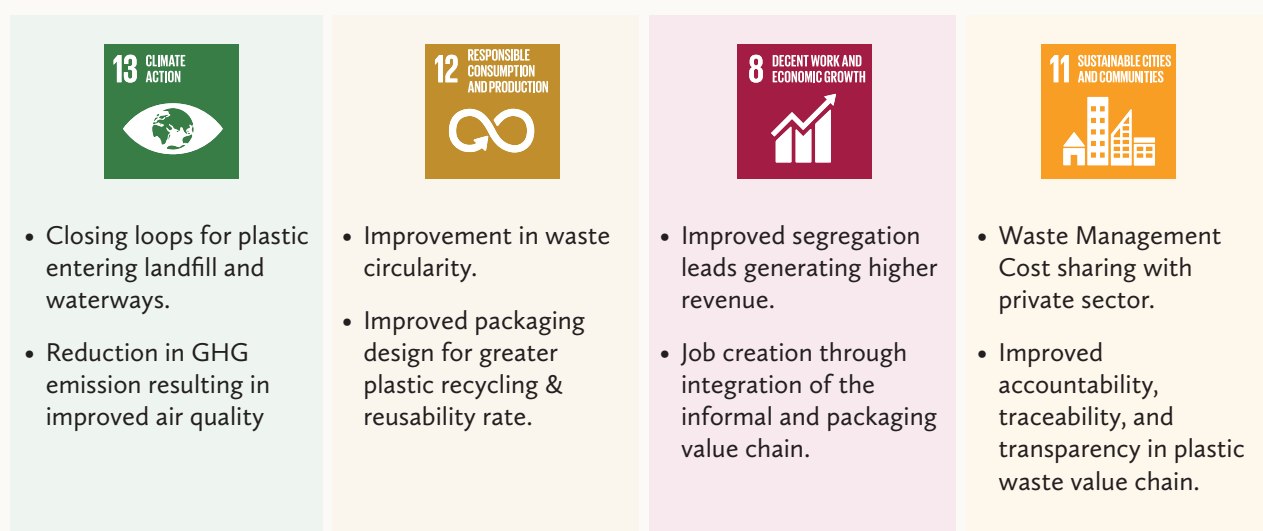 13 CLIMATE
ACTION
• Closing loops for plastic
entering landfill and
waterways.
• Reduction in GHG
emission resulting in
improved air quality
12 RESPONSIBLE
CONSUMPTION
AND PRODUCTION
• Improvement in waste
circularity.
• Improved packaging
design for greater
plastic recycling &
reusability rate.
8 DECENT WORK AND
ECONOMIC GROWTH
• Improved segregation
leads generating higher
revenue.
• Job creation through
integration of the
informal and packaging
value chain.
11 SUSTAINABLE CITIES
AND COMMUNITIES
• Waste Management
Cost sharing with
private sector.
• Improved
accountability,
traceability, and
transparency in plastic
waste value chain.